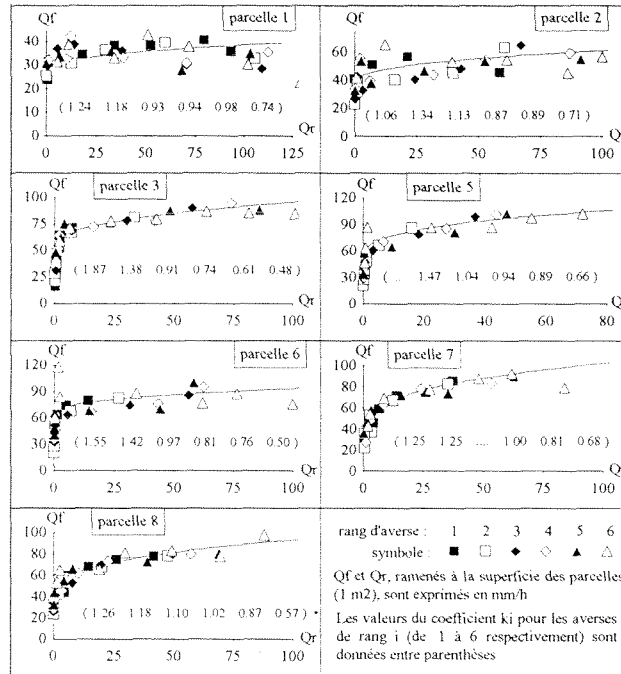 Qf parcelle 1
40
30
20
10
0
( 1.24 1.18 0.93 0.94 0.98 0.74 )
Qr
0 25 50 75 100 125
Qf parcelle 2
60
40
20
0
( 1.06 1.34 1.13 0.87 0.89 0.71 )
Qr
0 25 50 75 100
Qf parcelle 3
100
75
50
25
0
( 1.87 1.38 0.91 0.74 0.61 0.48 )
Qr
0 25 50 75 100
Qf parcelle 5
120
90
60
30
0
( ... 1.47 1.04 0.94 0.89 0.66 )
Qr
0 20 40 60 80
Qf parcelle 6
120
90
60
30
0
( 1.55 1.42 0.97 0.81 0.76 0.50 )
Qr
0 25 50 75 100
Qf parcelle 7
100
80
60
40
20
0
( 1.25 1.25 .... 1.00 0.81 0.68 )
Qr
0 25 50 75 100
Qf parcelle 8
100
80
60
40
20
0
( 1.26 1.18 1.10 1.02 0.87 0.57 )
Qr
0 25 50 75 100
rang d'averse : 1 2 3 4 5 6
symbole : ■ □ ◆ ◇ ▲ △
Qf et Qr, ramenés à la superficie des parcelles
(1 m2), sont exprimés en mm/h
Les valeurs du coefficient ki pour les averses
de rang i (de 1 à 6 respectivement) sont
données entre parenthèses